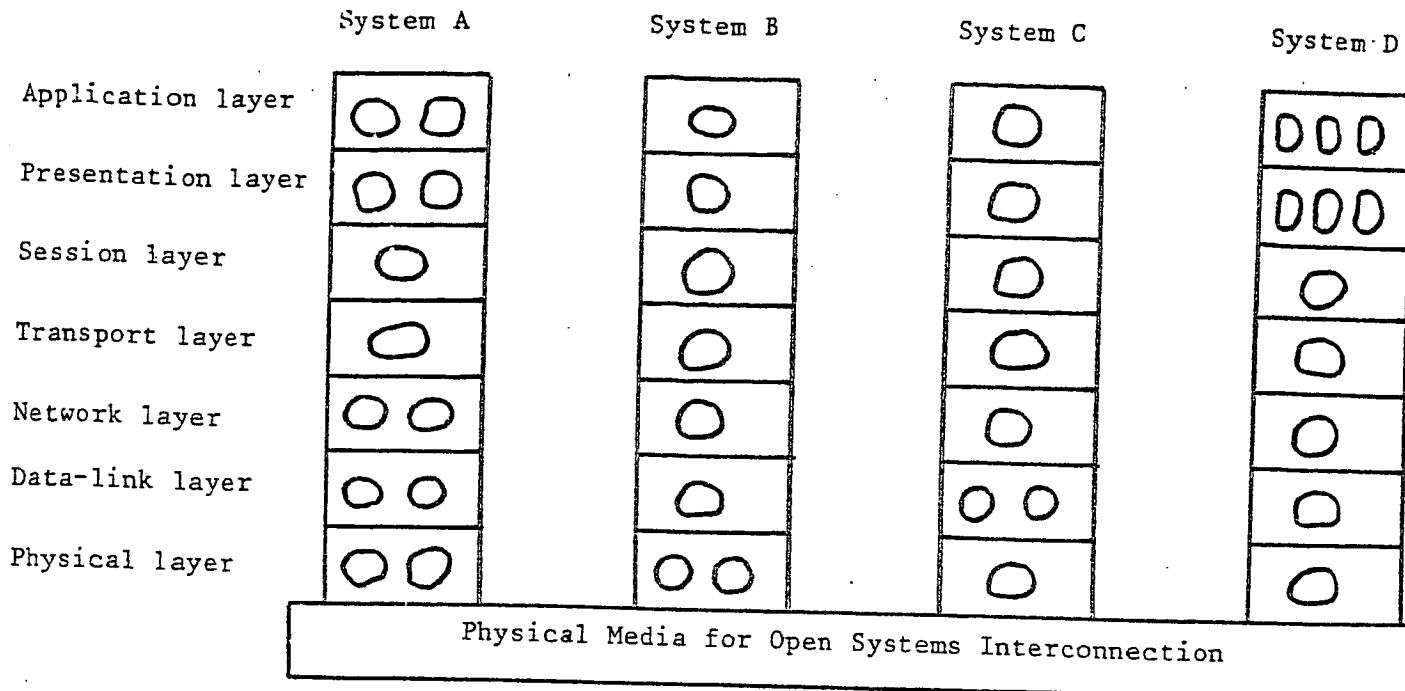 System A
System B
System C
System D
Application layer
Presentation layer
Session layer
Transport layer
Network layer
Data-link layer
Physical layer
Physical Media for Open Systems Interconnection